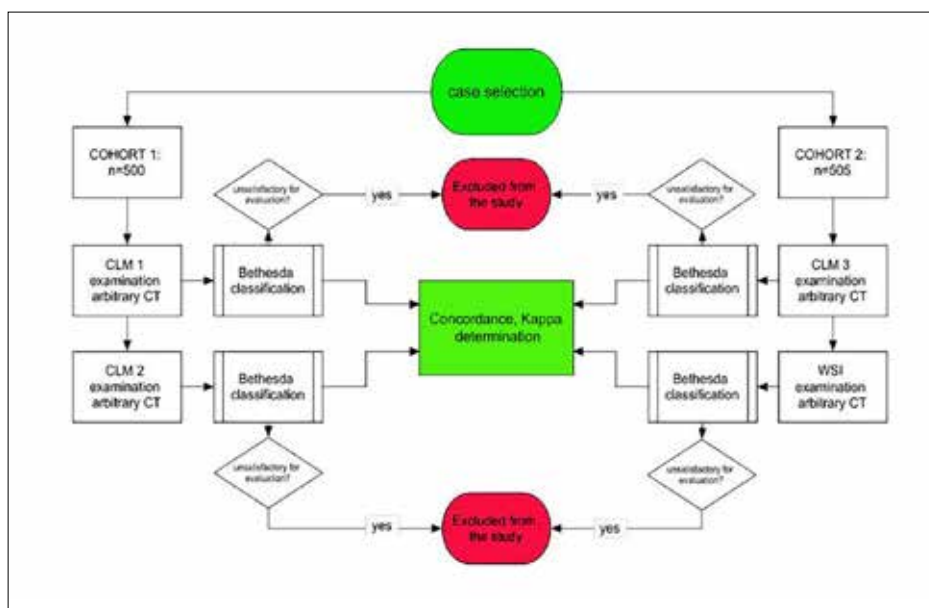 case selection
COHORT 1:
n=500
COHORT 2:
n=505
unsatisfactory for
evaluation?
yes
Excluded from
the study
yes
unsatisfactory for
evaluation?
CLM 1
examination
arbitrary CT
Bethesda
classification
Concordance, Kappa
determination
Bethesda
classification
CLM 3
examination
arbitrary CT
CLM 2
examination
arbitrary CT
Bethesda
classification
Bethesda
classification
WSI
examination
arbitrary CT
unsatisfactory for
evaluation?
yes
Excluded from
the study
yes
unsatisfactory for
evaluation?